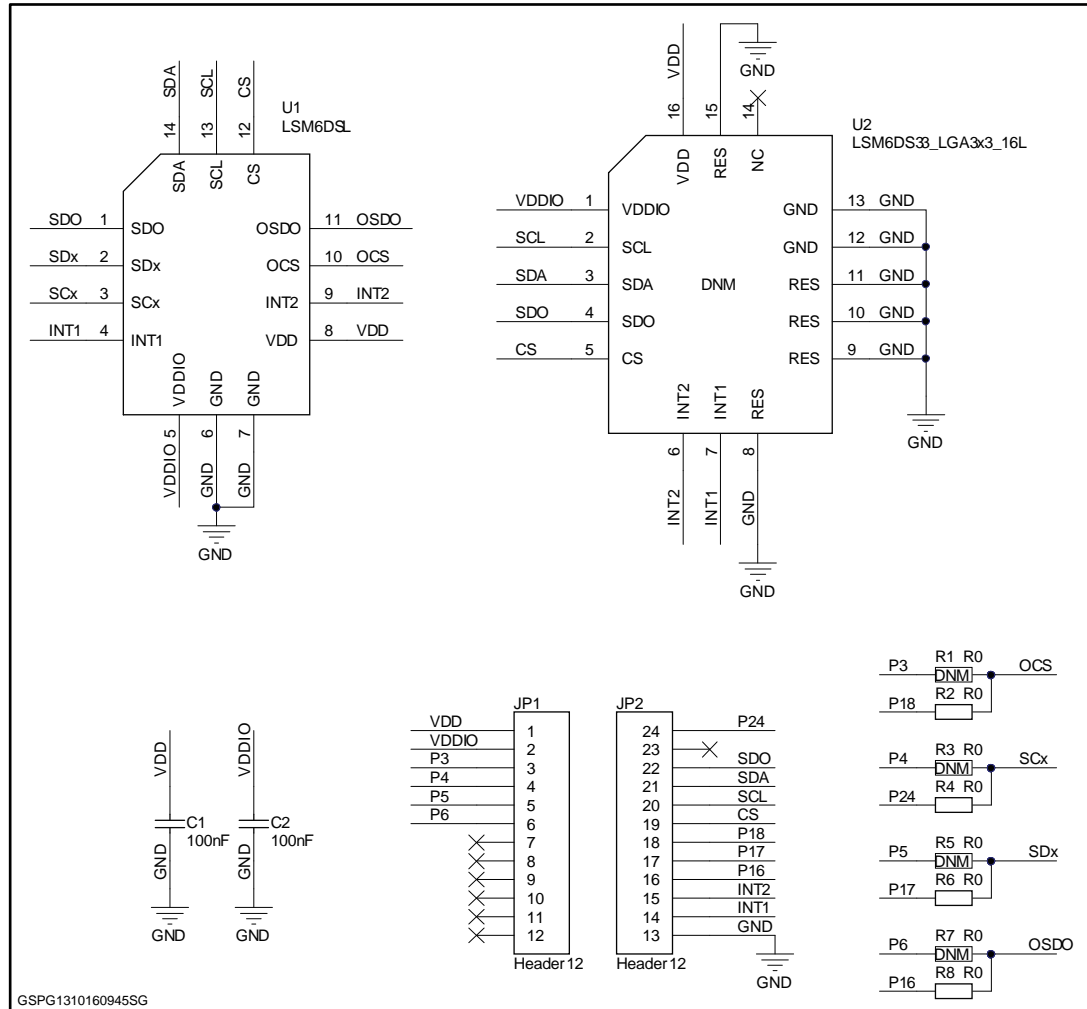 SDA
SCL
CS
14
13
12
U1
LSM6DSL
SDA
SCL
CS
SDO 1 SDO
SDx 2 SDx
SCx 3 SCx
INT1 4 INT1
OSDO 11 OSDO
OCS 10 OCS
INT2 9 INT2
VDD 8 VDD
VDDIO
GND
GND
5
6
7
VDDIO
GND
GND
GND
VDD
GND
16
15
14
U2
LSM6DS33_LGA3x3_16L
VDD
RES
NC
VDDIO 1 VDDIO
SCL 2 SCL
SDA 3 SDA
SDO 4 SDO
CS 5 CS
DNM
GND 13 GND
GND 12 GND
RES 11 GND
RES 10 GND
RES 9 GND
GND
INT2
INT1
RES
6
7
8
INT2
INT1
GND
GND
VDD
C1
100nF
GND
GND
VDDIO
C2
100nF
GND
GND
JP1
VDD 1
VDDIO 2
P3 3
P4 4
P5 5
P6 6
7
8
9
10
11
12
Header 12
JP2
24 P24
23
22 SDO
21 SDA
20 SCL
19 CS
18 P18
17 P17
16 P16
15 INT2
14 INT1
13 GND
Header 12
GND
R1 R0
P3 DNM OCS
R2 R0
P18
R3 R0
P4 DNM SCx
R4 R0
P24
R5 R0
P5 DNM SDx
R6 R0
P17
R7 R0
P6 DNM OSDO
R8 R0
P16
GSPG1310160945SG